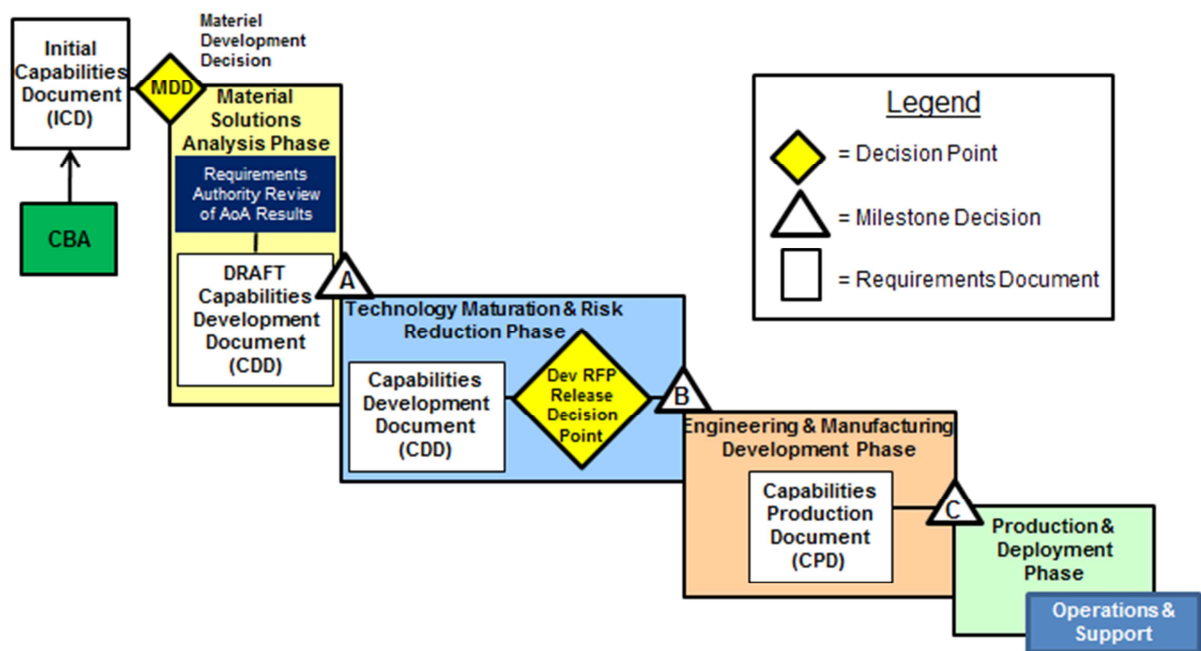 Initial
Capabilities
Document
(ICD)
CBA
Materiel
Development
Decision
MDD
Material
Solutions
Analysis Phase
Requirements
Authority Review
of AoA Results
DRAFT
Capabilities
Development
Document
(CDD)
A
Technology Maturation & Risk
Reduction Phase
Capabilities
Development
Document
(CDD)
Dev RFP
Release
Decision
Point
B
Engineering & Manufacturing
Development Phase
Capabilities
Production
Document
(CPD)
C
Production &
Deployment
Phase
Operations &
Support
Legend
= Decision Point
= Milestone Decision
= Requirements Document